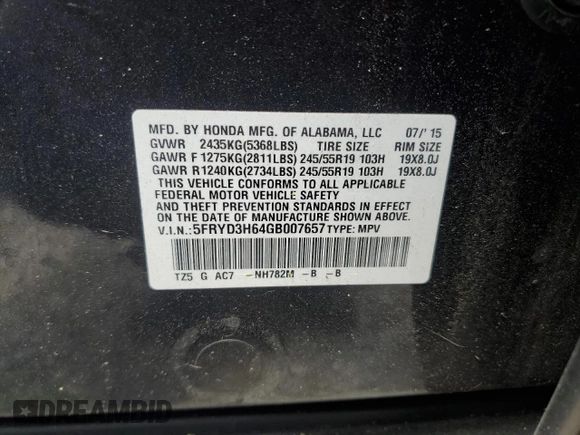 MFD. BY HONDA MFG. OF ALABAMA, LLC 07/'15
GVWR 2435KG(5368LBS) TIRE SIZE RIM SIZE
GAWR F 1275KG(2811LBS) 245/55R19 103H 19X8.0J
GAWR R 1240KG(2734LBS) 245/55R19 103H 19X8.0J
THIS VEHICLE CONFORMS TO ALL APPLICABLE
FEDERAL MOTOR VEHICLE SAFETY
AND THEFT PREVENTION STANDARDS IN EFFECT
ON THE DATE OF MANUFACTURE SHOWN ABOVE.
V.I.N.: 5FRYD3H64GB007657 TYPE: MPV
TZ5 G AC7 -NH782M -B -B
DREAMBID